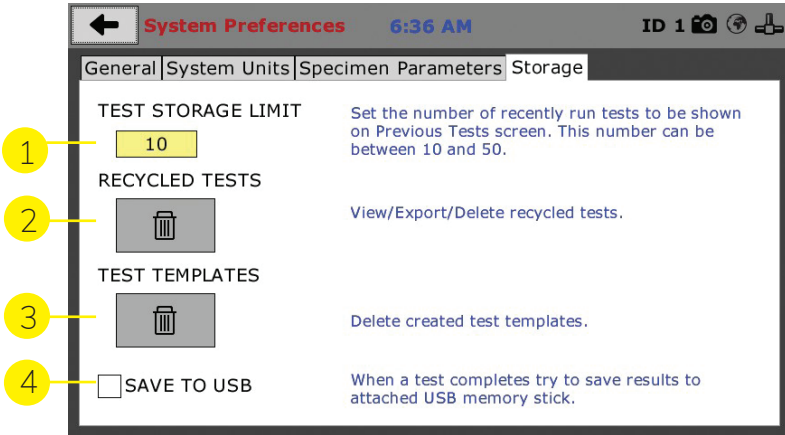 System Preferences 6:36 AM ID 1
General System Units Specimen Parameters Storage
TEST STORAGE LIMIT
Set the number of recently run tests to be shown
on Previous Tests screen. This number can be
between 10 and 50.
1
10
RECYCLED TESTS
2
View/Export/Delete recycled tests.
TEST TEMPLATES
3
Delete created test templates.
4
SAVE TO USB
When a test completes try to save results to
attached USB memory stick.